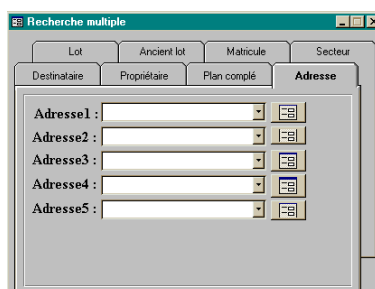 Recherche multiple
Lot Ancient lot Matricule Secteur
Destinataire Propriétaire Plan complé Adresse
Adresse1 :
Adresse2 :
Adresse3 :
Adresse4 :
Adresse5 :